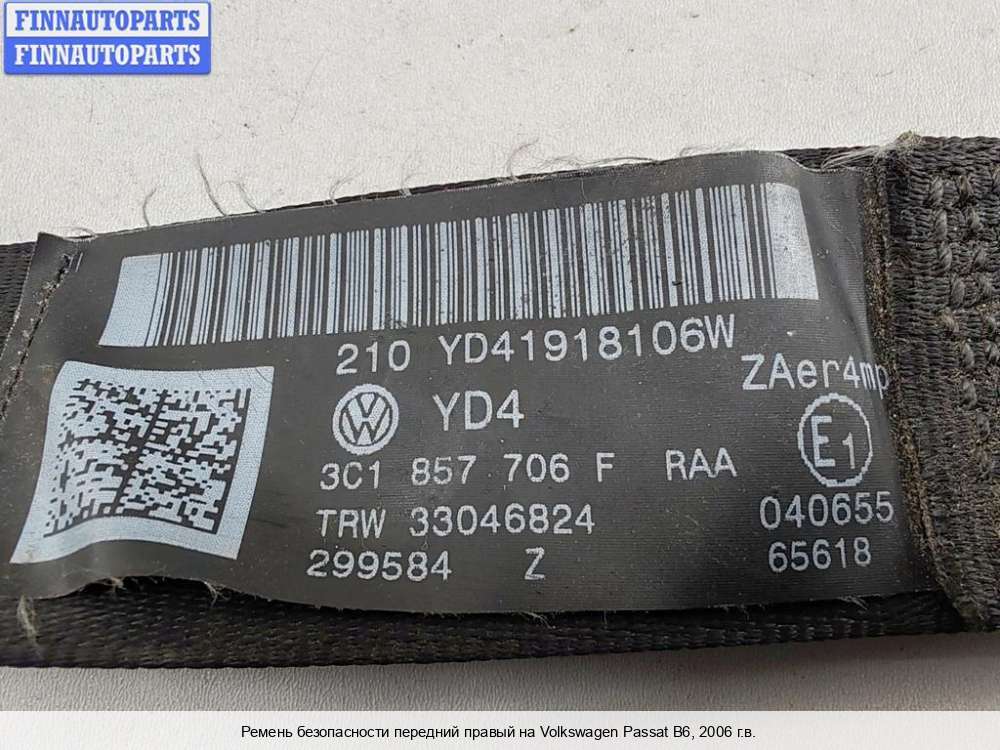 FINNAUTOPARTS
FINNAUTOPARTS
210 YD41918106W
ZAer4mp
YD4
E1
3C1 857 706 F RAA
TRW 33046824
040655
299584 Z
65618
Ремень безопасности передний правый на Volkswagen Passat B6, 2006 г.в.